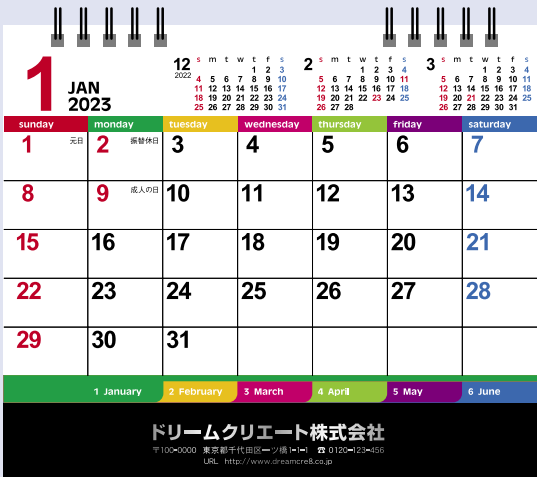 1 JAN 2023
12 2022
s m t w t f s
1 2 3
4 5 6 7 8 9 10
11 12 13 14 15 16 17
18 19 20 21 22 23 24
25 26 27 28 29 30 31
2
s m t w t f s
1 2 3 4
5 6 7 8 9 10 11
12 13 14 15 16 17 18
19 20 21 22 23 24 25
26 27 28
3
s m t w t f s
1 2 3 4
5 6 7 8 9 10 11
12 13 14 15 16 17 18
19 20 21 22 23 24 25
26 27 28 29 30 31
sunday monday tuesday wednesday thursday friday saturday
1 元日 2 振替休日 3 4 5 6 7
8 9 成人の日 10 11 12 13 14
15 16 17 18 19 20 21
22 23 24 25 26 27 28
29 30 31
1 January 2 February 3 March 4 April 5 May 6 June
ドリームクリエート株式会社
〒100-0000 東京都千代田区一ツ橋1-1-1 ☎ 0120-123-456
URL http://www.dreamcre8.co.jp